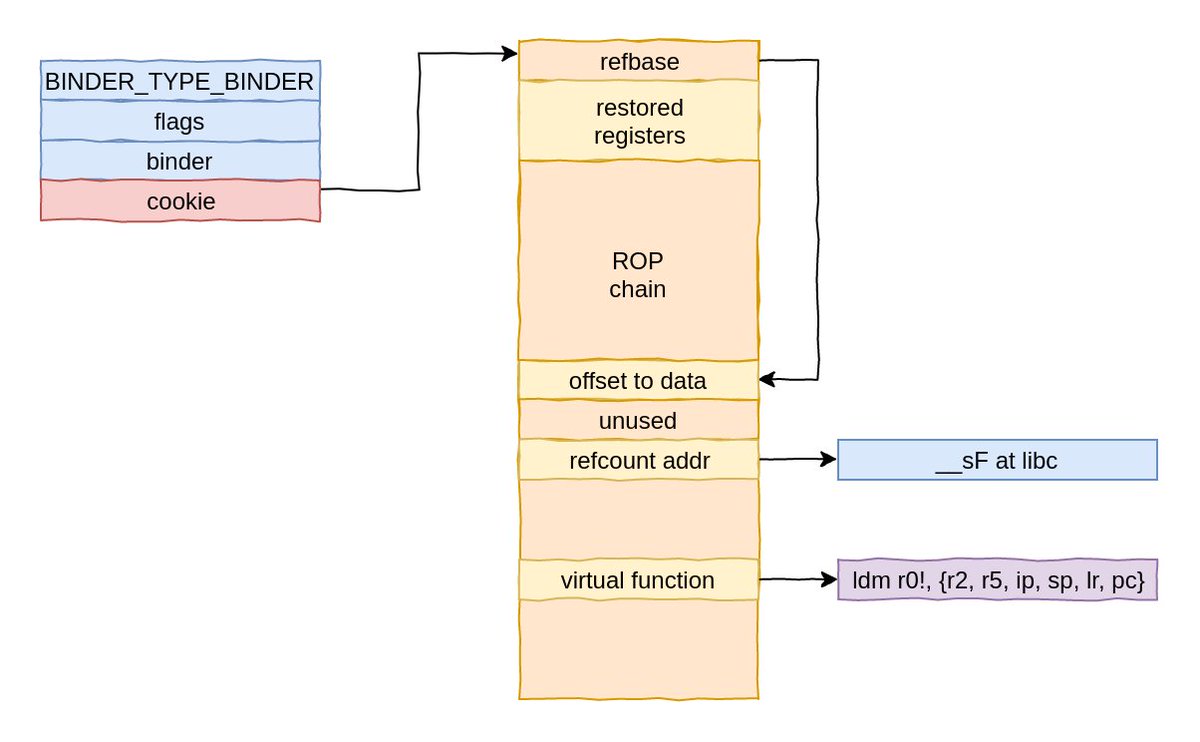 BINDER_TYPE_BINDER
flags
binder
cookie
refbase
restored
registers
ROP
chain
offset to data
unused
refcount addr
__sF at libc
virtual function
ldm r0!, {r2, r5, ip, sp, lr, pc}